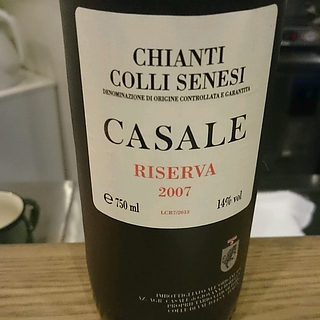 CHIANTI
COLLI SENESI
DENOMINAZIONE DI ORIGINE CONTROLLATA E GARANTITA
CASALE
RISERVA
2007
℮ 750 ml
14% vol